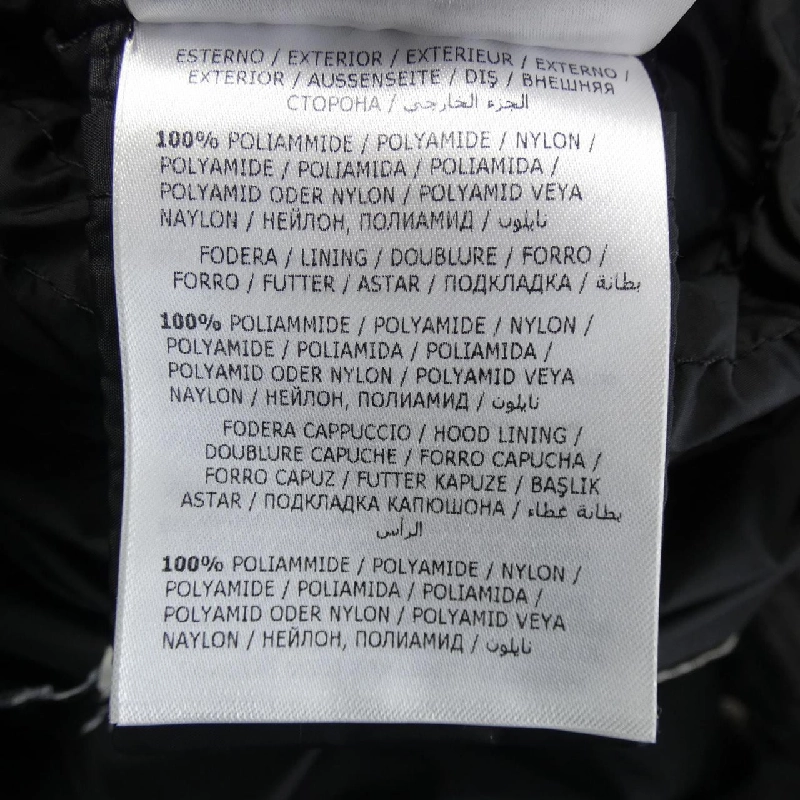 ESTERNO / EXTERIOR / EXTERIEUR / EXTERNO /
EXTERIOR / AUSSENSEITE / DIŞ / ВНЕШНЯЯ
СТОРОНА / الجزء الخارجي
100% POLIAMMIDE / POLYAMIDE / NYLON /
POLYAMIDE / POLIAMIDA / POLIAMIDA /
POLYAMID ODER NYLON / POLYAMID VEYA
NAYLON / НЕЙЛОН, ПОЛИАМИД / نايلون
FODERA / LINING / DOUBLURE / FORRO /
FORRO / FUTTER / ASTAR / ПОДКЛАДКА / بطانة
100% POLIAMMIDE / POLYAMIDE / NYLON /
POLYAMIDE / POLIAMIDA / POLIAMIDA /
POLYAMID ODER NYLON / POLYAMID VEYA
NAYLON / НЕЙЛОН, ПОЛИАМИД / نايلون
FODERA CAPPUCCIO / HOOD LINING /
DOUBLURE CAPUCHE / FORRO CAPUCHA /
FORRO CAPUZ / FUTTER KAPUZE / BAŞLIK
ASTAR / ПОДКЛАДКА КАПЮШОНА / بطانة غطاء
الرأس
100% POLIAMMIDE / POLYAMIDE / NYLON /
POLYAMIDE / POLIAMIDA / POLIAMIDA /
POLYAMID ODER NYLON / POLYAMID VEYA
NAYLON / НЕЙЛОН, ПОЛИАМИД / نايلون